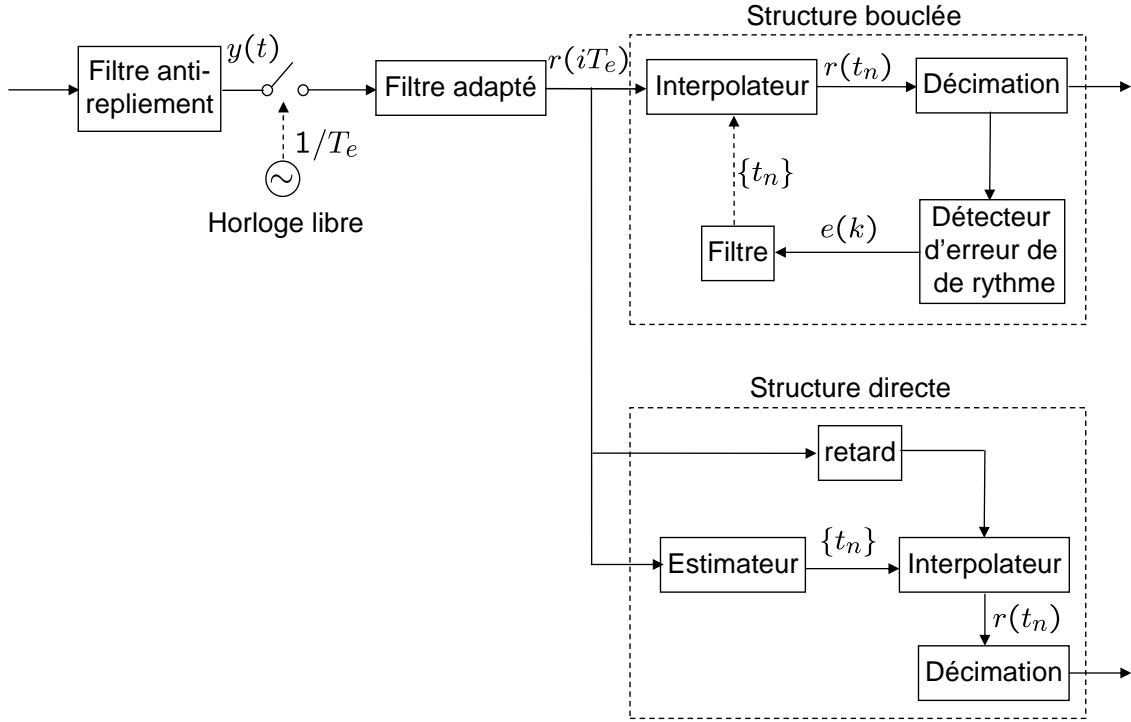 Structure bouclée
Filtre anti-
repliement
y(t)
1/T_e
~
Horloge libre
Filtre adapté
r(iT_e)
Interpolateur
r(t_n)
Décimation
{t_n}
Filtre
e(k)
Détecteur
d'erreur de
de rythme
Structure directe
retard
Estimateur
{t_n}
Interpolateur
r(t_n)
Décimation